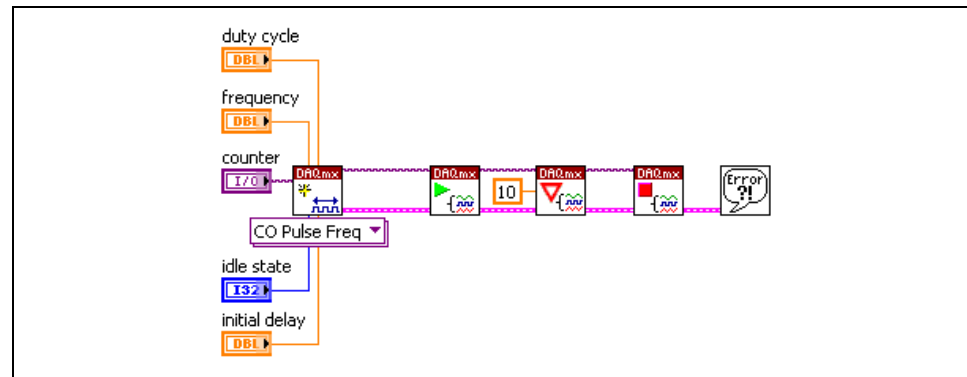 duty cycle
DBL
frequency
DBL
counter
I/O
DAQmx
DAQmx
10
DAQmx
DAQmx
Error
?!
CO Pulse Freq
idle state
I32
initial delay
DBL